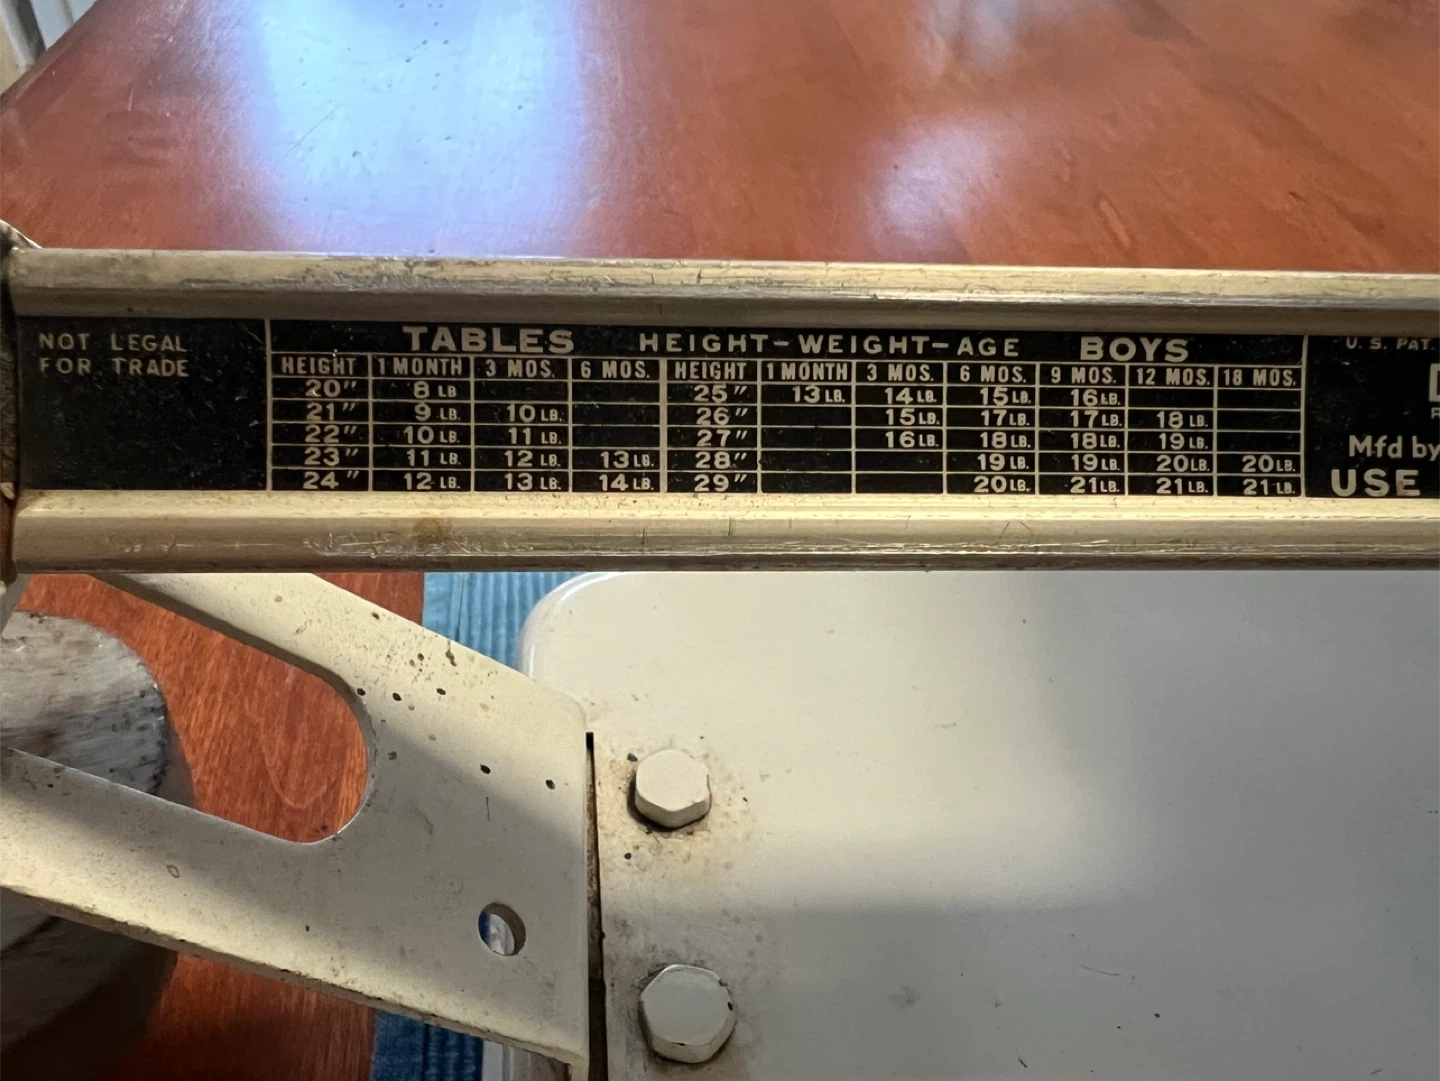 NOT LEGAL
FOR TRADE
TABLES HEIGHT-WEIGHT-AGE BOYS
HEIGHT 1 MONTH 3 MOS. 6 MOS. HEIGHT 1 MONTH 3 MOS. 6 MOS. 9 MOS. 12 MOS. 18 MOS.
20" 8 LB 25" 13 LB. 14 LB. 15 LB. 16 LB.
21" 9 LB. 10 LB. 26" 15 LB. 17 LB. 17 LB. 18 LB.
22" 10 LB. 11 LB. 27" 16 LB. 18 LB. 18 LB. 19 LB.
23" 11 LB. 12 LB. 13 LB. 28" 19 LB. 19 LB. 20 LB. 20 LB.
24" 12 LB. 13 LB. 14 LB. 29" 20 LB. 21 LB. 21 LB. 21 LB.
U.S. PAT.
Mfd by
USE